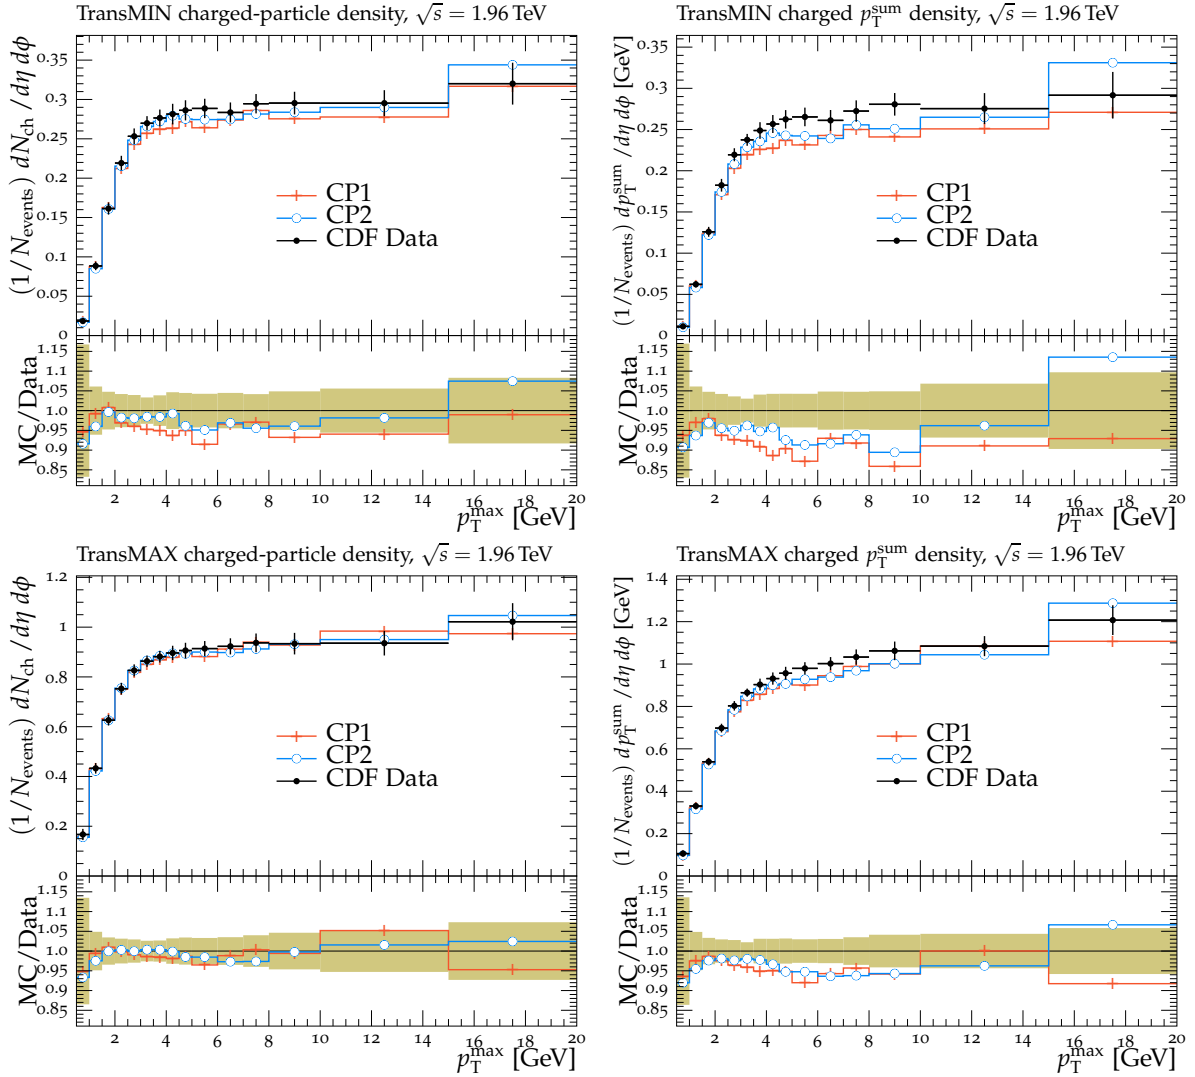 TransMIN charged-particle density, √s = 1.96 TeV
(1/N_events) dN_ch/dη dϕ
0.35
0.3
0.25
0.2
0.15
0.1
0.05
0
CP1
CP2
CDF Data
MC/Data
1.15
1.1
1.05
1.0
0.95
0.9
0.85
2 4 6 8 10 12 14 16 18 20
p_T^max [GeV]
TransMIN charged p_T^sum density, √s = 1.96 TeV
(1/N_events) dp_T^sum/dη dϕ [GeV]
0.35
0.3
0.25
0.2
0.15
0.1
0.05
0
CP1
CP2
CDF Data
MC/Data
1.15
1.1
1.05
1.0
0.95
0.9
0.85
2 4 6 8 10 12 14 16 18 20
p_T^max [GeV]
TransMAX charged-particle density, √s = 1.96 TeV
(1/N_events) dN_ch/dη dϕ
1.2
1
0.8
0.6
0.4
0.2
0
CP1
CP2
CDF Data
MC/Data
1.15
1.1
1.05
1.0
0.95
0.9
0.85
2 4 6 8 10 12 14 16 18 20
p_T^max [GeV]
TransMAX charged p_T^sum density, √s = 1.96 TeV
(1/N_events) dp_T^sum/dη dϕ [GeV]
1.4
1.2
1
0.8
0.6
0.4
0.2
0
CP1
CP2
CDF Data
MC/Data
1.15
1.1
1.05
1.0
0.95
0.9
0.85
2 4 6 8 10 12 14 16 18 20
p_T^max [GeV]